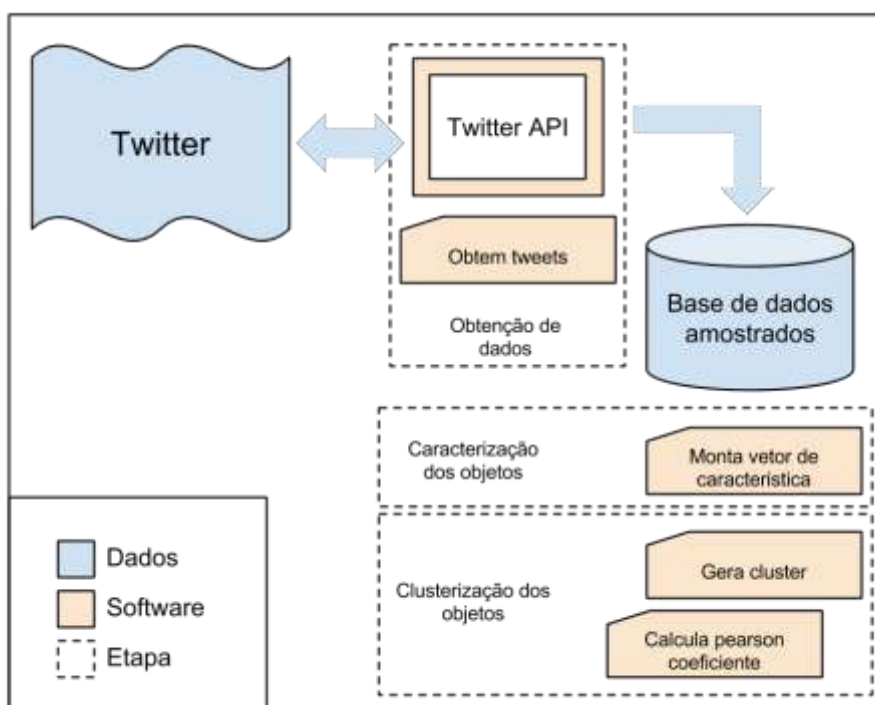 Twitter
Twitter API
Obtem tweets
Obtenção de
dados
Base de dados
amostrados
Caracterização
dos objetos
Monta vetor de
característica
Clusterização dos
objetos
Gera cluster
Calcula pearson
coeficiente
Dados
Software
Etapa